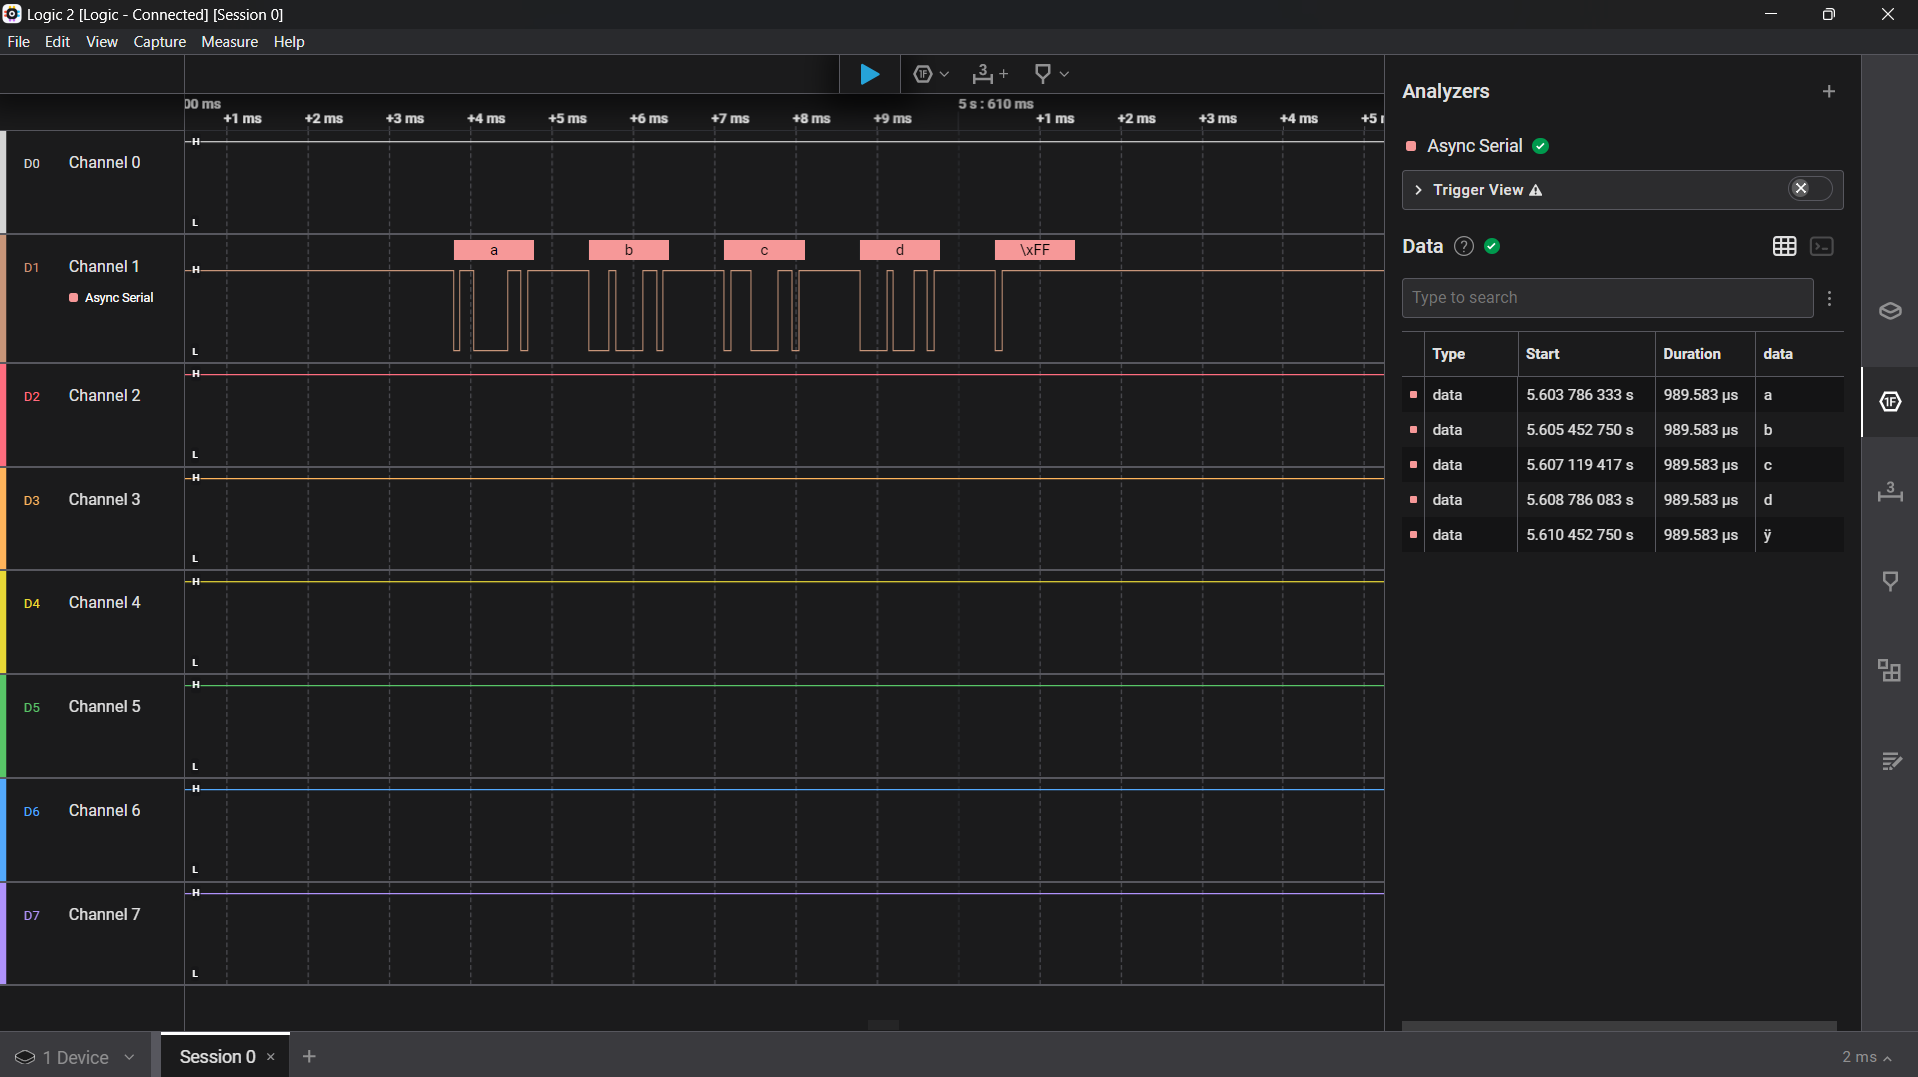 Logic 2 [Logic - Connected] [Session 0]
File Edit View Capture Measure Help
00 ms 5 s : 610 ms
+1 ms +2 ms +3 ms +4 ms +5 ms +6 ms +7 ms +8 ms +9 ms +1 ms +2 ms +3 ms +4 ms +5
D0 Channel 0
H
L
D1 Channel 1
Async Serial
H
L
a b c d \xFF
D2 Channel 2
H
L
D3 Channel 3
H
L
D4 Channel 4
H
L
D5 Channel 5
H
L
D6 Channel 6
H
L
D7 Channel 7
H
L
1F 3
Analyzers
Async Serial
Trigger View
Data ?
Type to search
Type Start Duration data
data 5.603 786 333 s 989.583 µs a
data 5.605 452 750 s 989.583 µs b
data 5.607 119 417 s 989.583 µs c
data 5.608 786 083 s 989.583 µs d
data 5.610 452 750 s 989.583 µs ÿ
1F
3
1 Device Session 0 × +
2 ms